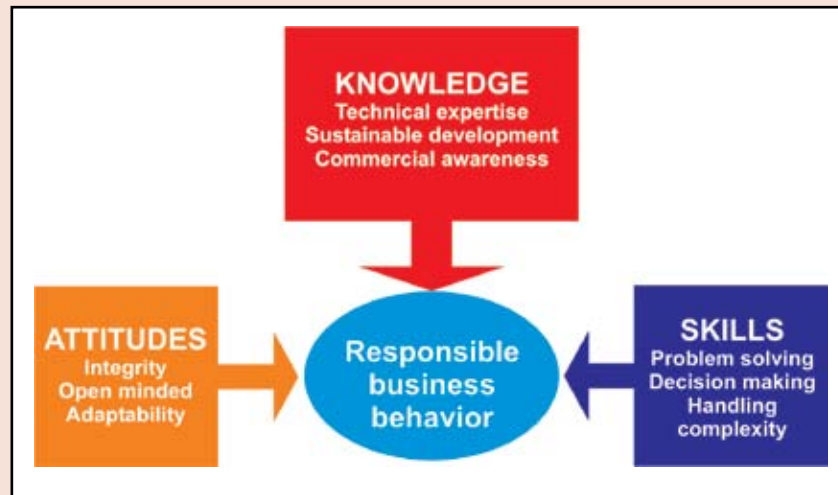 KNOWLEDGE
Technical expertise
Sustainable development
Commercial awareness
ATTITUDES
Integrity
Open minded
Adaptability
Responsible
business
behavior
SKILLS
Problem solving
Decision making
Handling
complexity